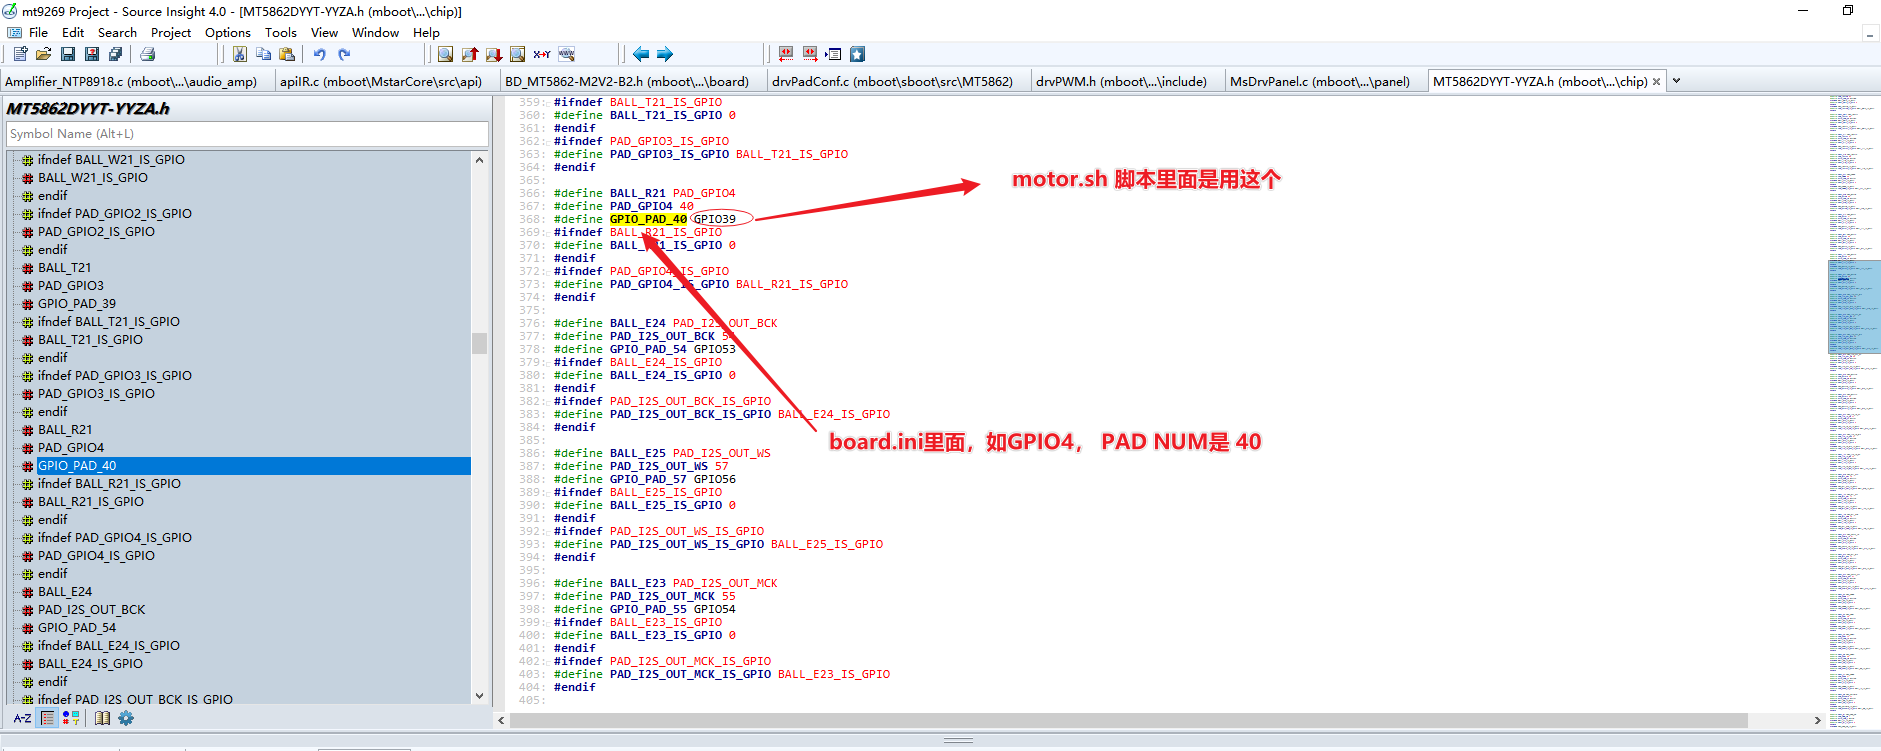 mt9269 Project - Source Insight 4.0 - [MT5862DYYT-YYZA.h (mboot\...\chip)]
File Edit Search Project Options Tools View Window Help
Amplifier_NTP8918.c (mboot\...\audio_amp) apiIR.c (mboot\MstarCore\src\api) BD_MT5862-M2V2-B2.h (mboot\...\board) drvPadConf.c (mboot\sboot\src\MT5862) drvPWM.h (mboot\...\include) MsDrvPanel.c (mboot\...\panel) MT5862DYYT-YYZA.h (mboot\...\chip)
MT5862DYYT-YYZA.h
Symbol Name (Alt+L)
ifndef BALL_W21_IS_GPIO
BALL_W21_IS_GPIO
endif
ifndef PAD_GPIO2_IS_GPIO
PAD_GPIO2_IS_GPIO
endif
BALL_T21
PAD_GPIO3
GPIO_PAD_39
ifndef BALL_T21_IS_GPIO
BALL_T21_IS_GPIO
endif
ifndef PAD_GPIO3_IS_GPIO
PAD_GPIO3_IS_GPIO
endif
BALL_R21
PAD_GPIO4
GPIO_PAD_40
ifndef BALL_R21_IS_GPIO
BALL_R21_IS_GPIO
endif
ifndef PAD_GPIO4_IS_GPIO
PAD_GPIO4_IS_GPIO
endif
BALL_E24
PAD_I2S_OUT_BCK
GPIO_PAD_54
ifndef BALL_E24_IS_GPIO
BALL_E24_IS_GPIO
endif
ifndef PAD_I2S_OUT_BCK_IS_GPIO
A-Z
359: #ifndef BALL_T21_IS_GPIO
360: #define BALL_T21_IS_GPIO 0
361: #endif
362: #ifndef PAD_GPIO3_IS_GPIO
363: #define PAD_GPIO3_IS_GPIO BALL_T21_IS_GPIO
364: #endif
365:
366: #define BALL_R21 PAD_GPIO4
367: #define PAD_GPIO4 40
368: #define GPIO_PAD_40 GPIO39
369: #ifndef BALL_R21_IS_GPIO
370: #define BALL_R21_IS_GPIO 0
371: #endif
372: #ifndef PAD_GPIO4_IS_GPIO
373: #define PAD_GPIO4_IS_GPIO BALL_R21_IS_GPIO
374: #endif
375:
376: #define BALL_E24 PAD_I2S_OUT_BCK
377: #define PAD_I2S_OUT_BCK 54
378: #define GPIO_PAD_54 GPIO53
379: #ifndef BALL_E24_IS_GPIO
380: #define BALL_E24_IS_GPIO 0
381: #endif
382: #ifndef PAD_I2S_OUT_BCK_IS_GPIO
383: #define PAD_I2S_OUT_BCK_IS_GPIO BALL_E24_IS_GPIO
384: #endif
385:
386: #define BALL_E25 PAD_I2S_OUT_WS
387: #define PAD_I2S_OUT_WS 57
388: #define GPIO_PAD_57 GPIO56
389: #ifndef BALL_E25_IS_GPIO
390: #define BALL_E25_IS_GPIO 0
391: #endif
392: #ifndef PAD_I2S_OUT_WS_IS_GPIO
393: #define PAD_I2S_OUT_WS_IS_GPIO BALL_E25_IS_GPIO
394: #endif
395:
396: #define BALL_E23 PAD_I2S_OUT_MCK
397: #define PAD_I2S_OUT_MCK 55
398: #define GPIO_PAD_55 GPIO54
399: #ifndef BALL_E23_IS_GPIO
400: #define BALL_E23_IS_GPIO 0
401: #endif
402: #ifndef PAD_I2S_OUT_MCK_IS_GPIO
403: #define PAD_I2S_OUT_MCK_IS_GPIO BALL_E23_IS_GPIO
404: #endif
405:
motor.sh 脚本里面是用这个
board.ini里面，如GPIO4， PAD NUM是 40